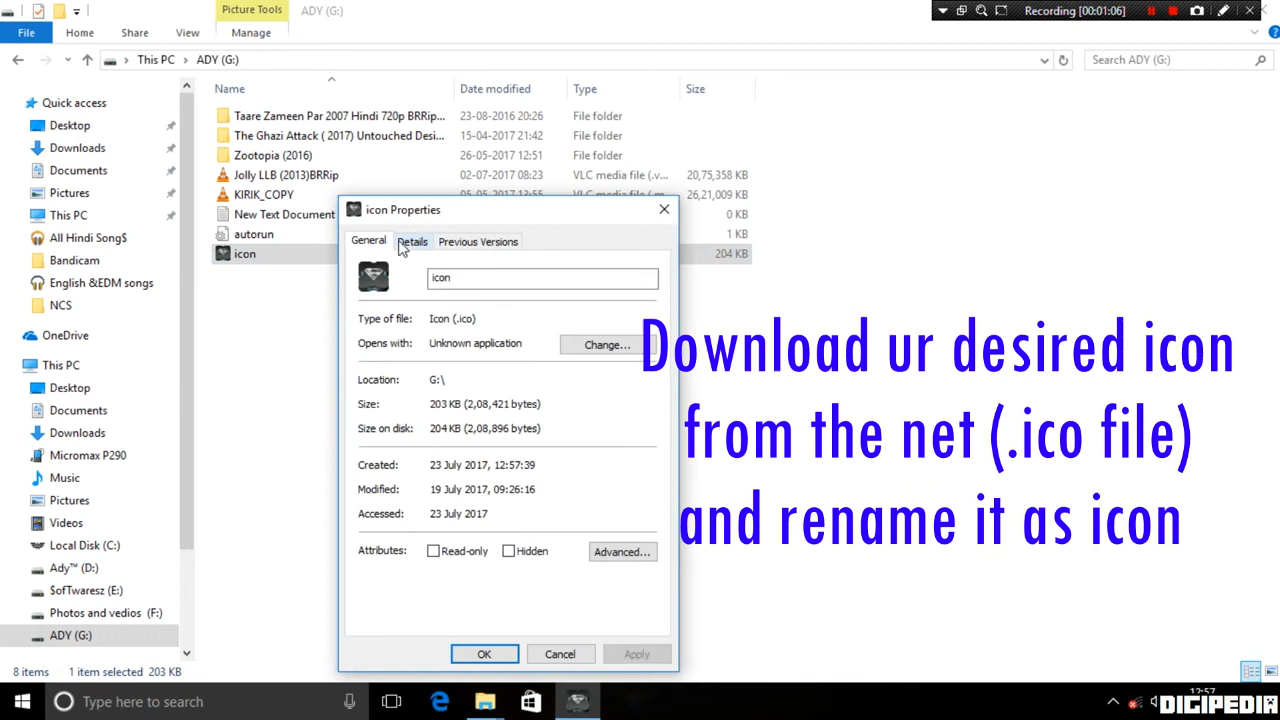 Picture Tools
ADY (G:)
Recording [00:01:06]
File
Home
Share
View
Manage
This PC
ADY (G:)
Search ADY (G:)
Name
Date modified
Type
Size
Quick access
Desktop
Downloads
Documents
Pictures
This PC
All Hindi Song$
Bandicam
English &EDM songs
NCS
OneDrive
This PC
Desktop
Documents
Downloads
Micromax P290
Music
Pictures
Videos
Local Disk (C:)
Ady™ (D:)
$ofTwaresz (E:)
Photos and vedios (F:)
ADY (G:)
Taare Zameen Par 2007 Hindi 720p BRRip... 23-08-2016 20:26 File folder
The Ghazi Attack ( 2017) Untouched Desi... 15-04-2017 21:42 File folder
Zootopia (2016) 26-05-2017 12:51 File folder
Jolly LLB (2013)BRRip 02-07-2017 08:23 VLC media file (.v... 20,75,358 KB
KIRIK_COPY 05-05-2017 13:55 VLC media file (.m... 26,21,009 KB
New Text Document 0 KB
autorun 1 KB
icon 204 KB
icon Properties
General
Details
Previous Versions
icon
Type of file: Icon (.ico)
Opens with: Unknown application
Change...
Location: G:\
Size: 203 KB (2,08,421 bytes)
Size on disk: 204 KB (2,08,896 bytes)
Created: 23 July 2017, 12:57:39
Modified: 19 July 2017, 09:26:16
Accessed: 23 July 2017
Attributes: Read-only Hidden
Advanced...
OK
Cancel
Apply
Download ur desired icon
from the net (.ico file)
and rename it as icon
8 items 1 item selected 203 KB
Type here to search
12:57
DIGIPEDIA